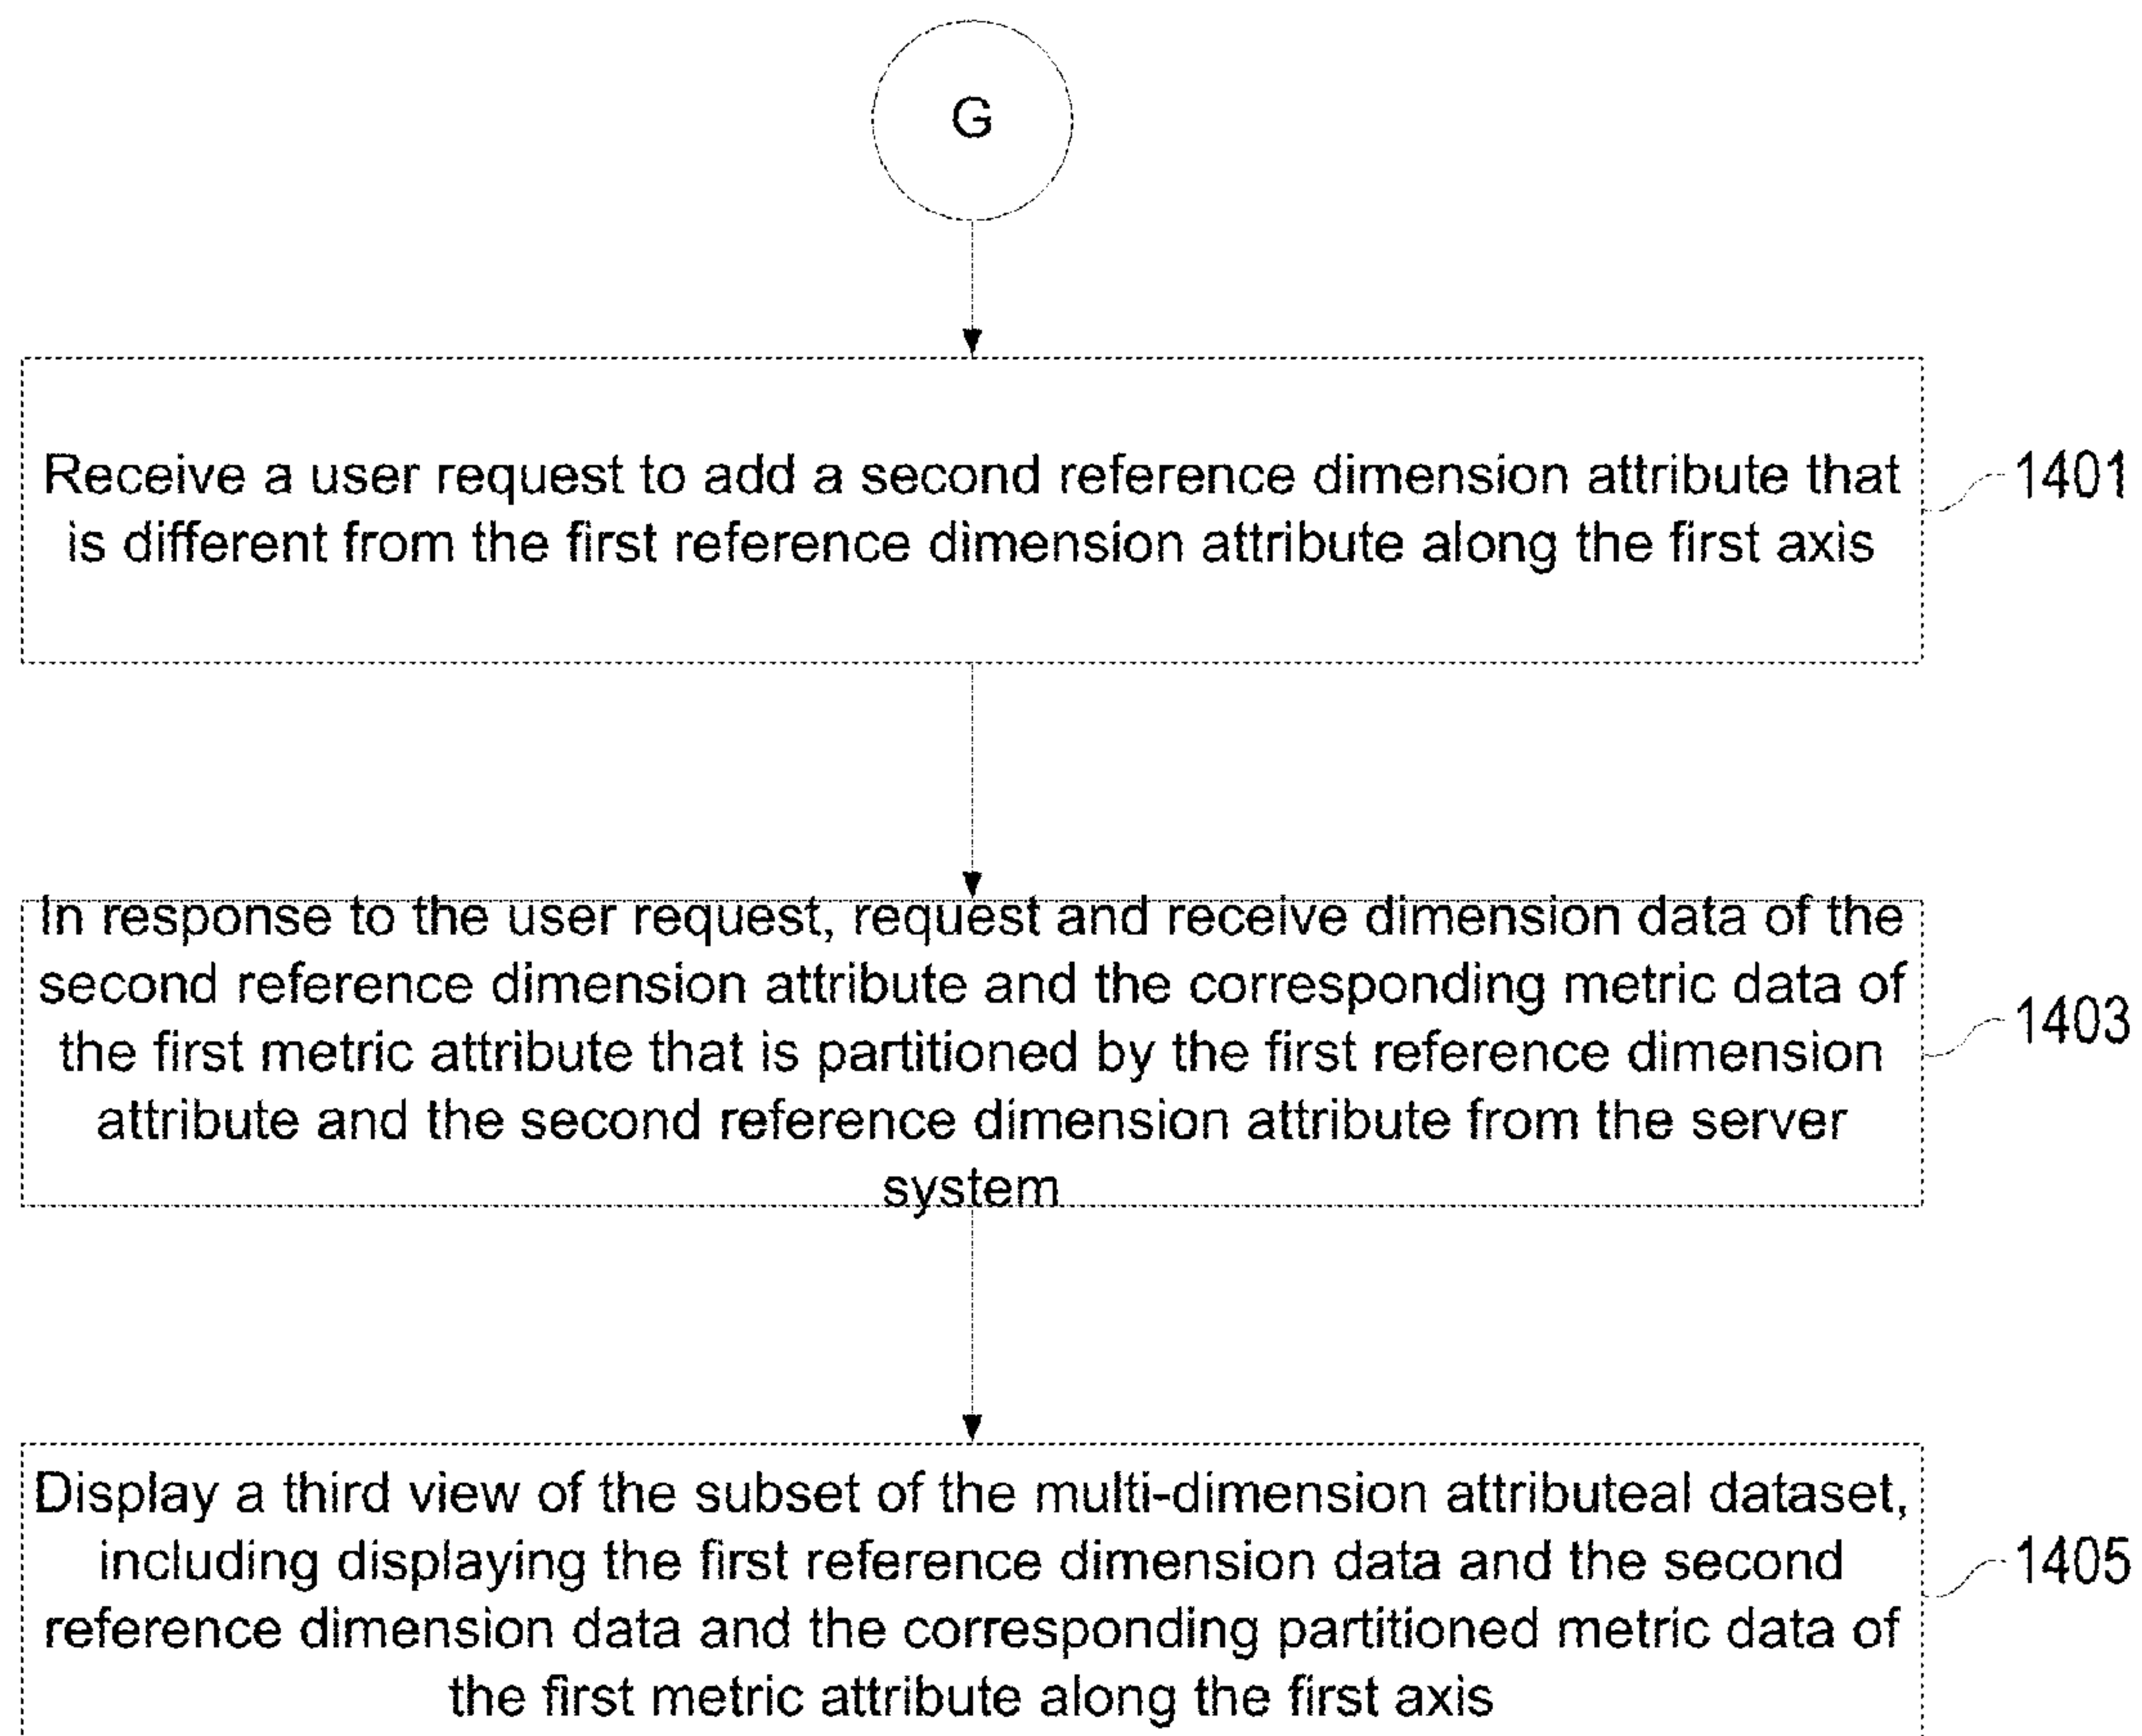 G
Receive a user request to add a second reference dimension attribute that
is different from the first reference dimension attribute along the first axis
1401
In response to the user request, request and receive dimension data of the
second reference dimension attribute and the corresponding metric data of
the first metric attribute that is partitioned by the first reference dimension
attribute and the second reference dimension attribute from the server
system
1403
Display a third view of the subset of the multi-dimension attributeal dataset,
including displaying the first reference dimension data and the second
reference dimension data and the corresponding partitioned metric data of
the first metric attribute along the first axis
1405